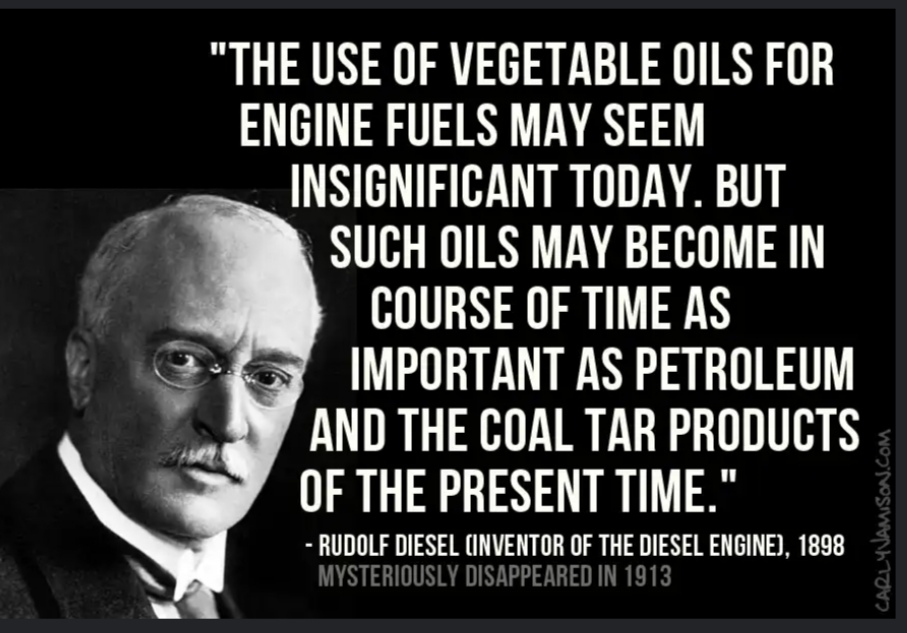 "THE USE OF VEGETABLE OILS FOR
ENGINE FUELS MAY SEEM
INSIGNIFICANT TODAY. BUT
SUCH OILS MAY BECOME IN
COURSE OF TIME AS
IMPORTANT AS PETROLEUM
AND THE COAL TAR PRODUCTS
OF THE PRESENT TIME."
- RUDOLF DIESEL (INVENTOR OF THE DIESEL ENGINE), 1898
MYSTERIOUSLY DISAPPEARED IN 1913
CARLYJAMISON.COM